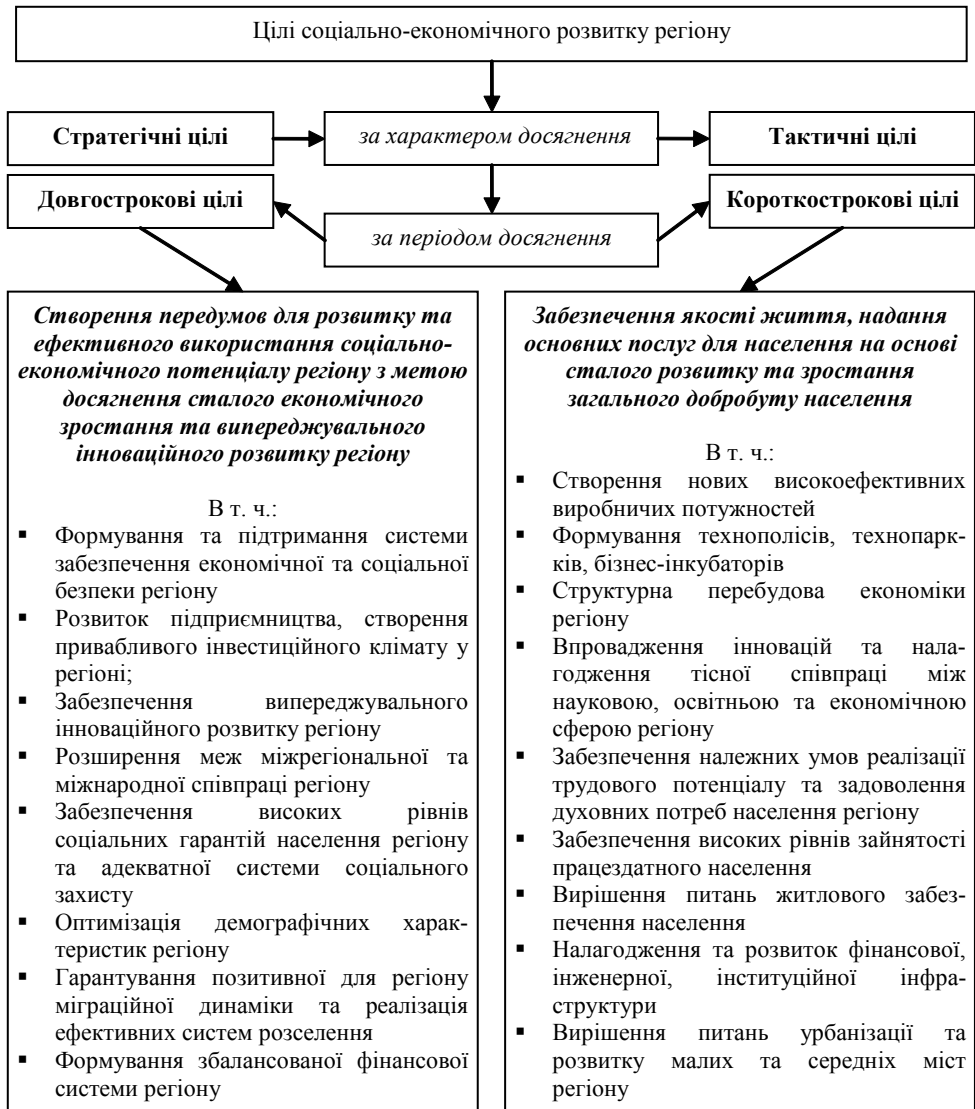 Цілі соціально-економічного розвитку регіону
Стратегічні цілі
за характером досягнення
Тактичні цілі
Довгострокові цілі
за періодом досягнення
Короткострокові цілі
Створення передумов для розвитку та
ефективного використання соціально-
економічного потенціалу регіону з метою
досягнення сталого економічного
зростання та випереджувального
інноваційного розвитку регіону
В т. ч.:
▪ Формування та підтримання системи
забезпечення економічної та соціальної
безпеки регіону
▪ Розвиток підприємництва, створення
привабливого інвестиційного клімату у
регіоні;
▪ Забезпечення випереджувального
інноваційного розвитку регіону
▪ Розширення меж міжрегіональної та
міжнародної співпраці регіону
▪ Забезпечення високих рівнів
соціальних гарантій населення регіону
та адекватної системи соціального
захисту
▪ Оптимізація демографічних харак-
теристик регіону
▪ Гарантування позитивної для регіону
міграційної динаміки та реалізація
ефективних систем розселення
▪ Формування збалансованої фінансової
системи регіону
Забезпечення якості життя, надання
основних послуг для населення на основі
сталого розвитку та зростання
загального добробуту населення
В т. ч.:
▪ Створення нових високоефективних
виробничих потужностей
▪ Формування технополісів, технопарк-
ків, бізнес-інкубаторів
▪ Структурна перебудова економіки
регіону
▪ Впровадження інновацій та нала-
годження тісної співпраці між
науковою, освітньою та економічною
сферою регіону
▪ Забезпечення належних умов реалізації
трудового потенціалу та задоволення
духовних потреб населення регіону
▪ Забезпечення високих рівнів зайнятості
працездатного населення
▪ Вирішення питань житлового забез-
печення населення
▪ Налагодження та розвиток фінансової,
інженерної, інституційної інфра-
структури
▪ Вирішення питань урбанізації та
розвитку малих та середніх міст
регіону